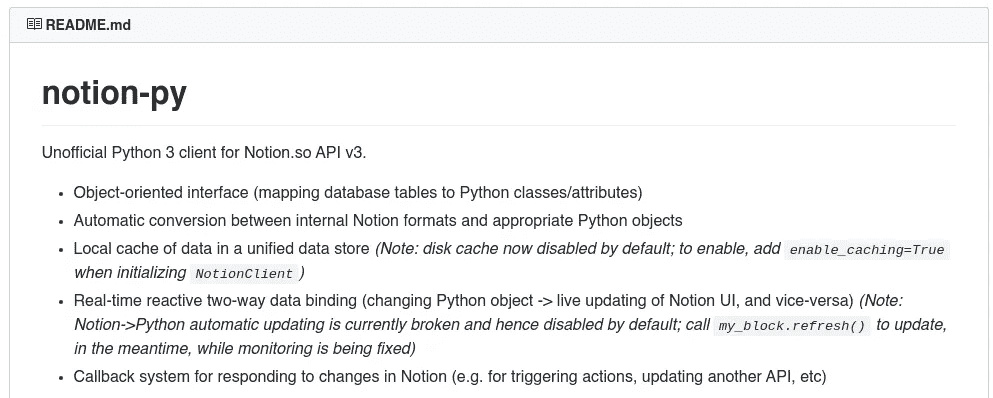 README.md
notion-py
Unofficial Python 3 client for Notion.so API v3.
• Object-oriented interface (mapping database tables to Python classes/attributes)
• Automatic conversion between internal Notion formats and appropriate Python objects
• Local cache of data in a unified data store (Note: disk cache now disabled by default; to enable, add enable_caching=True
when initializing NotionClient )
• Real-time reactive two-way data binding (changing Python object -> live updating of Notion UI, and vice-versa) (Note:
Notion->Python automatic updating is currently broken and hence disabled by default; call my_block.refresh() to update,
in the meantime, while monitoring is being fixed)
• Callback system for responding to changes in Notion (e.g. for triggering actions, updating another API, etc)